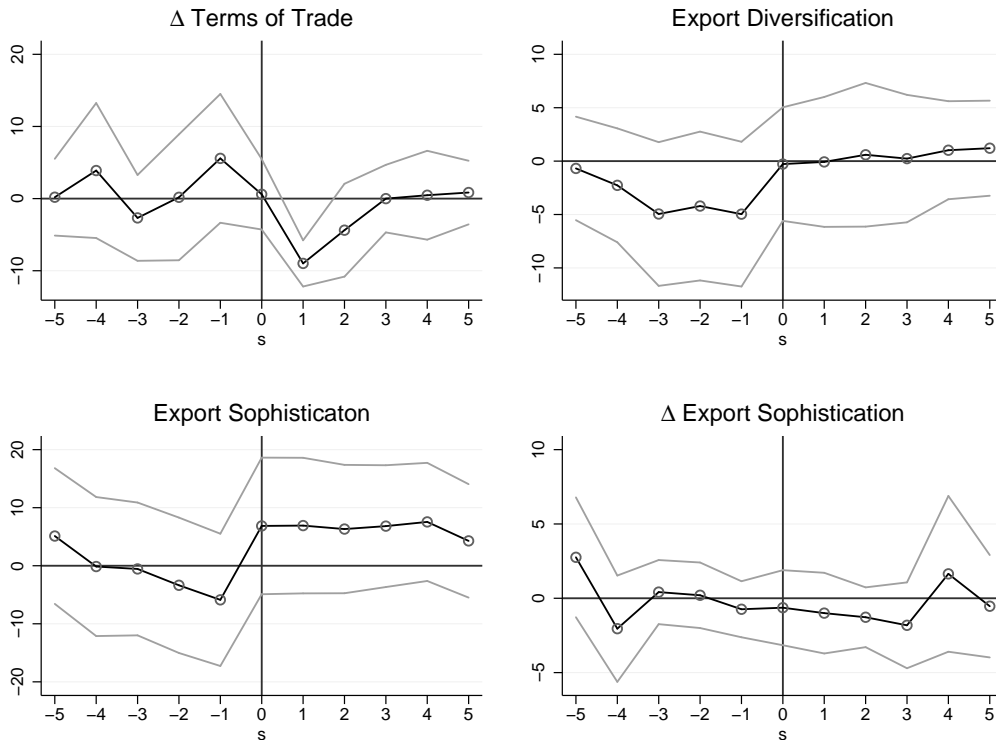 Δ Terms of Trade
20
10
0
−10
−5 −4 −3 −2 −1 0 1 2 3 4 5
s
Export Diversification
10
5
0
−5
−10
−5 −4 −3 −2 −1 0 1 2 3 4 5
s
Export Sophisticaton
20
10
0
−10
−20
−5 −4 −3 −2 −1 0 1 2 3 4 5
s
Δ Export Sophistication
10
5
0
−5
−5 −4 −3 −2 −1 0 1 2 3 4 5
s